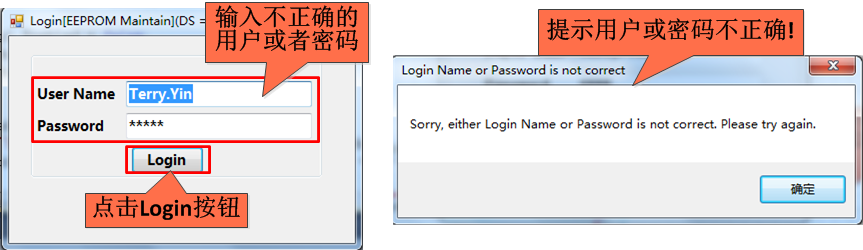 Login[EEPROM Maintain](DS =
输入不正确的
用户或者密码
User Name
Terry.Yin
Password
*****
Login
点击Login按钮
提示用户或密码不正确!
Login Name or Password is not correct
Sorry, either Login Name or Password is not correct. Please try again.
确定